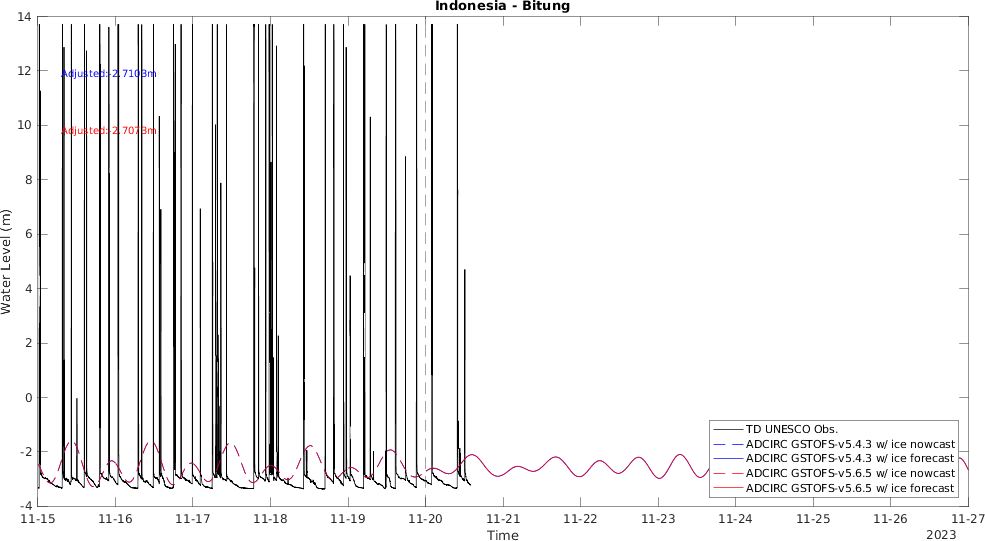 Indonesia - Bitung
14
12
10
8
6
4
2
0
-2
-4
Water Level (m)
Adjusted:-2.7103m
Adjusted:-2.7073m
TD UNESCO Obs.
ADCIRC GSTOFS-v5.4.3 w/ ice nowcast
ADCIRC GSTOFS-v5.4.3 w/ ice forecast
ADCIRC GSTOFS-v5.6.5 w/ ice nowcast
ADCIRC GSTOFS-v5.6.5 w/ ice forecast
11-15 11-16 11-17 11-18 11-19 11-20 11-21 11-22 11-23 11-24 11-25 11-26 11-27
Time
2023